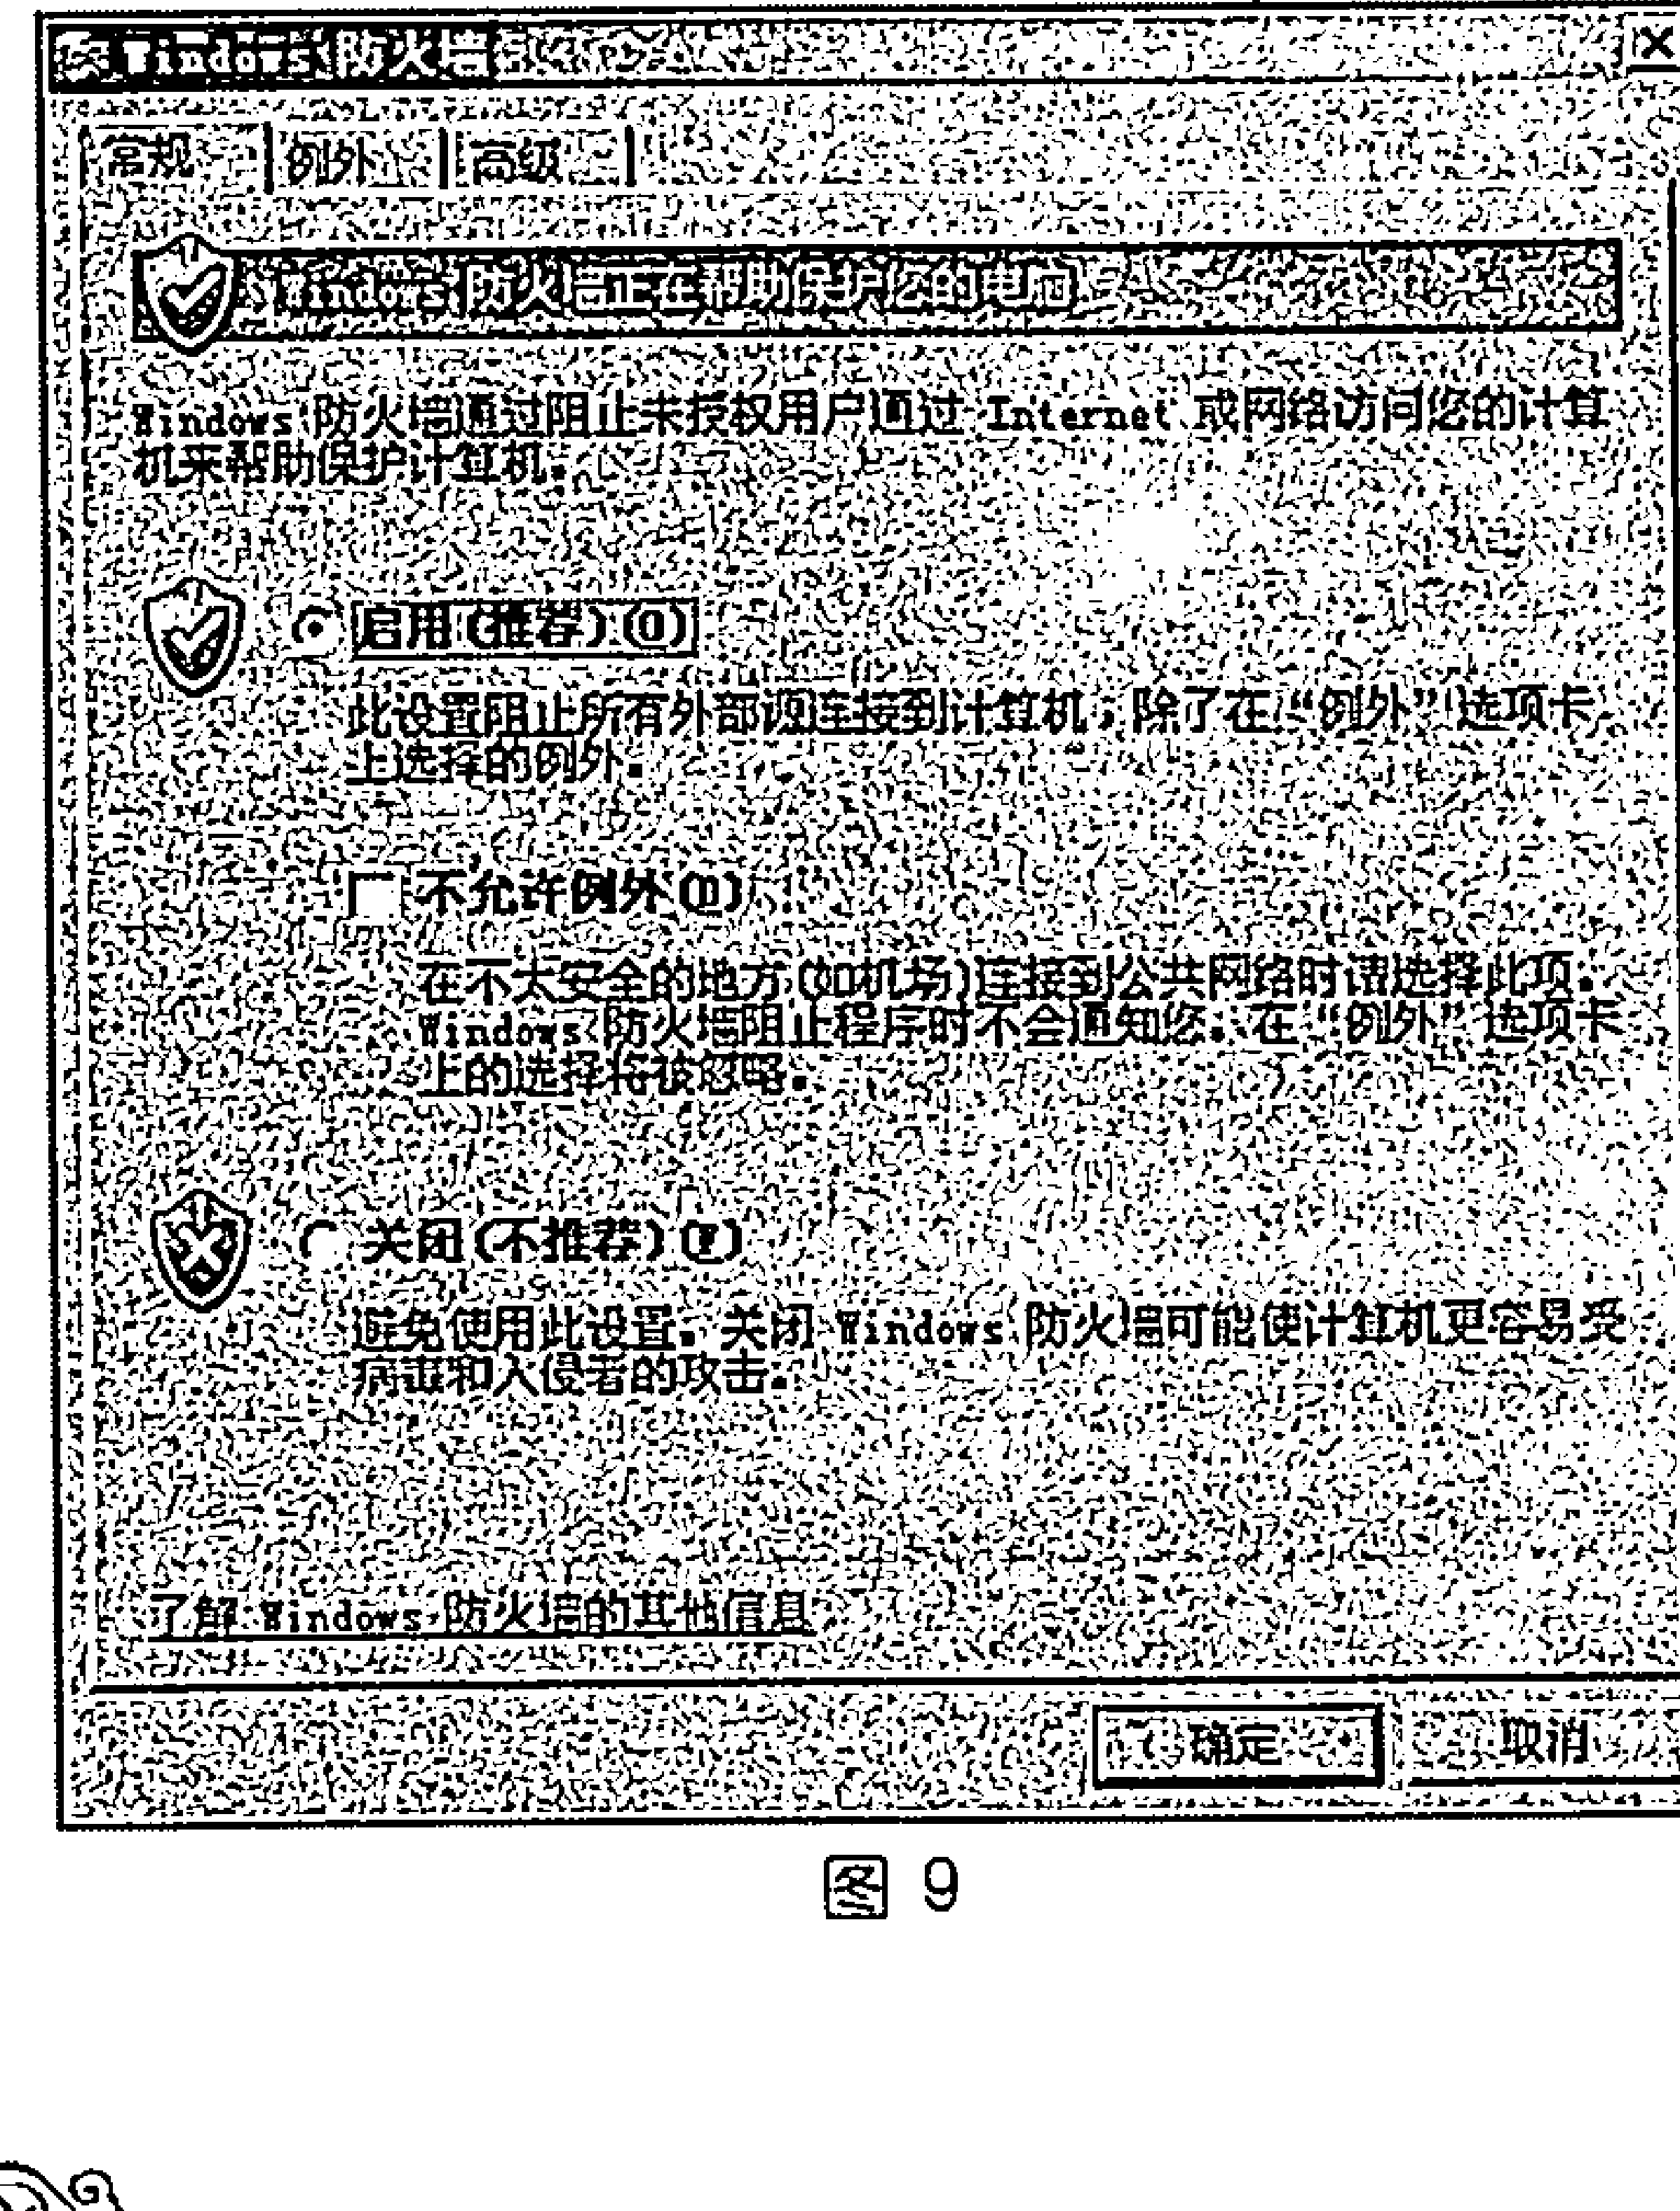 Windows 防火墙
常规 例外 高级
Windows 防火墙正在帮助保护您的电脑
Windows 防火墙通过阻止未授权用户通过 Internet 或网络访问您的计算
机来帮助保护计算机。
启用(推荐)(O)
此设置阻止所有外部源连接到计算机，除了在“例外”选项卡
上选择的例外。
不允许例外(D)
在不太安全的地方(如机场)连接到公共网络时请选择此项。
Windows 防火墙阻止程序时不会通知您。在“例外”选项卡
上的选择将被忽略。
关闭(不推荐)(F)
避免使用此设置。关闭 Windows 防火墙可能使计算机更容易受
病毒和入侵者的攻击。
了解 Windows 防火墙的其他信息
确定 取消
图 9